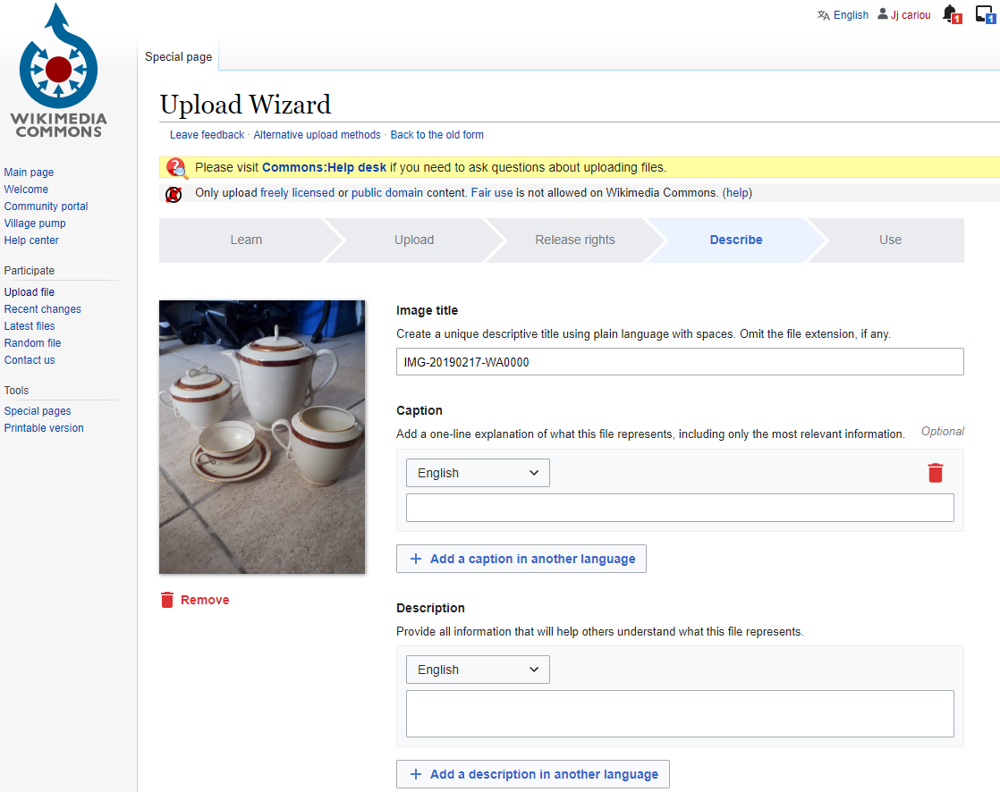 English Jj cariou 1 1
WIKIMEDIA
COMMONS
Main page
Welcome
Community portal
Village pump
Help center
Participate
Upload file
Recent changes
Latest files
Random file
Contact us
Tools
Special pages
Printable version
Special page
Upload Wizard
Leave feedback · Alternative upload methods · Back to the old form
Please visit Commons:Help desk if you need to ask questions about uploading files.
Only upload freely licensed or public domain content. Fair use is not allowed on Wikimedia Commons. (help)
Learn Upload Release rights Describe Use
Remove
Image title
Create a unique descriptive title using plain language with spaces. Omit the file extension, if any.
IMG-20190217-WA0000
Caption
Add a one-line explanation of what this file represents, including only the most relevant information. Optional
English
+ Add a caption in another language
Description
Provide all information that will help others understand what this file represents.
English
+ Add a description in another language